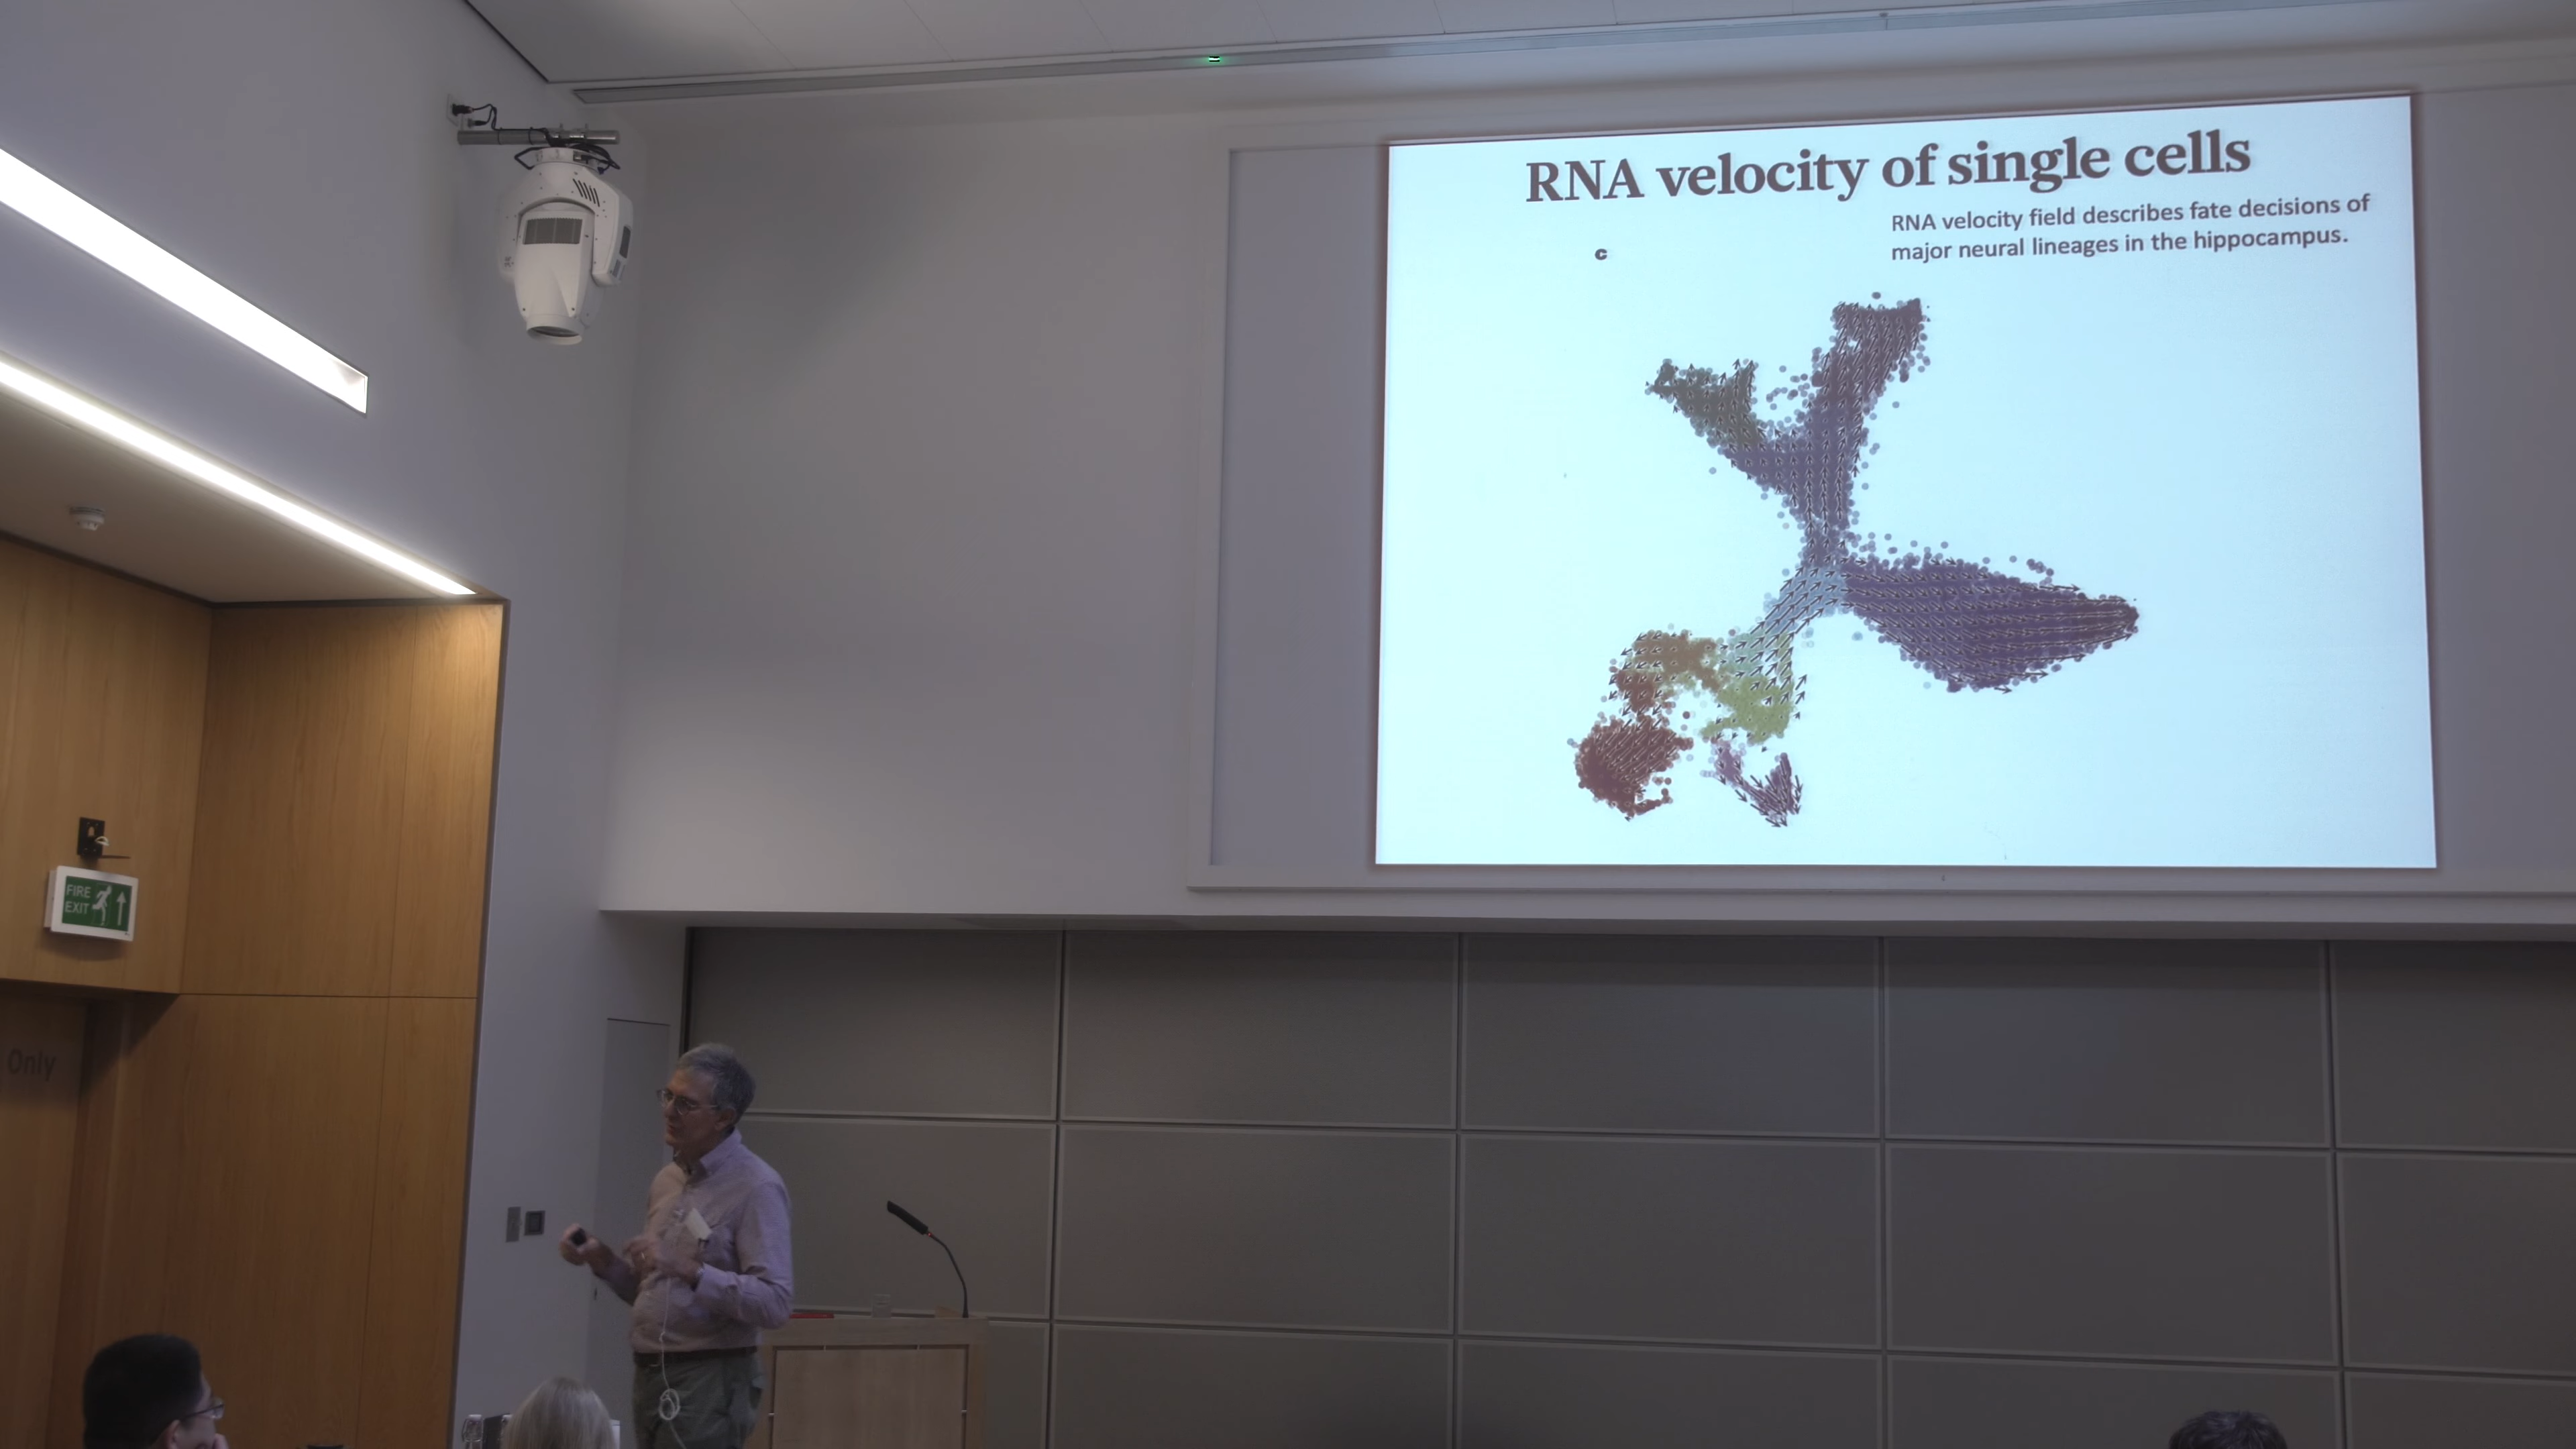 RNA velocity of single cells
RNA velocity field describes fate decisions of
major neural lineages in the hippocampus.
c
FIRE
EXIT
Only